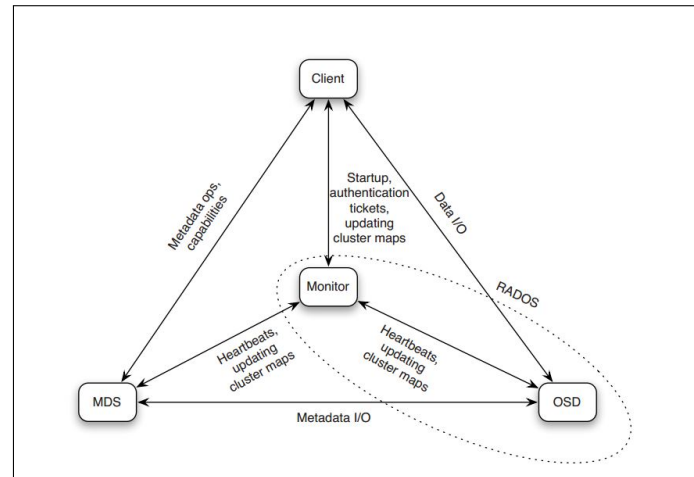 Client
Metadata ops,
capabilities
Startup,
authentication
tickets,
updating
cluster maps
Data I/O
Monitor
RADOS
Heartbeats,
updating
cluster maps
Heartbeats,
updating
cluster maps
MDS
OSD
Metadata I/O